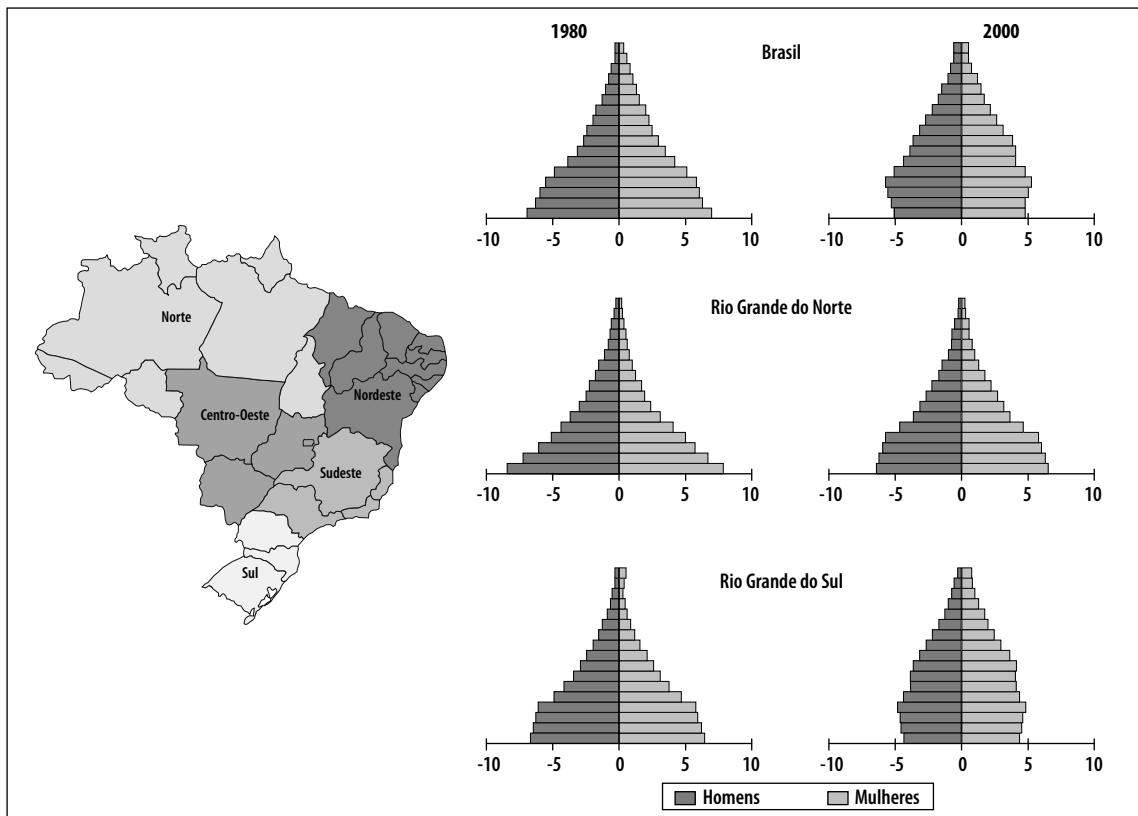 1980
Brasil
2000
-10 -5 0 5 10
-10 -5 0 5 10
Norte
Nordeste
Centro-Oeste
Sudeste
Sul
Rio Grande do Norte
-10 -5 0 5 10
-10 -5 0 5 10
Rio Grande do Sul
-10 -5 0 5 10
-10 -5 0 5 10
Homens
Mulheres